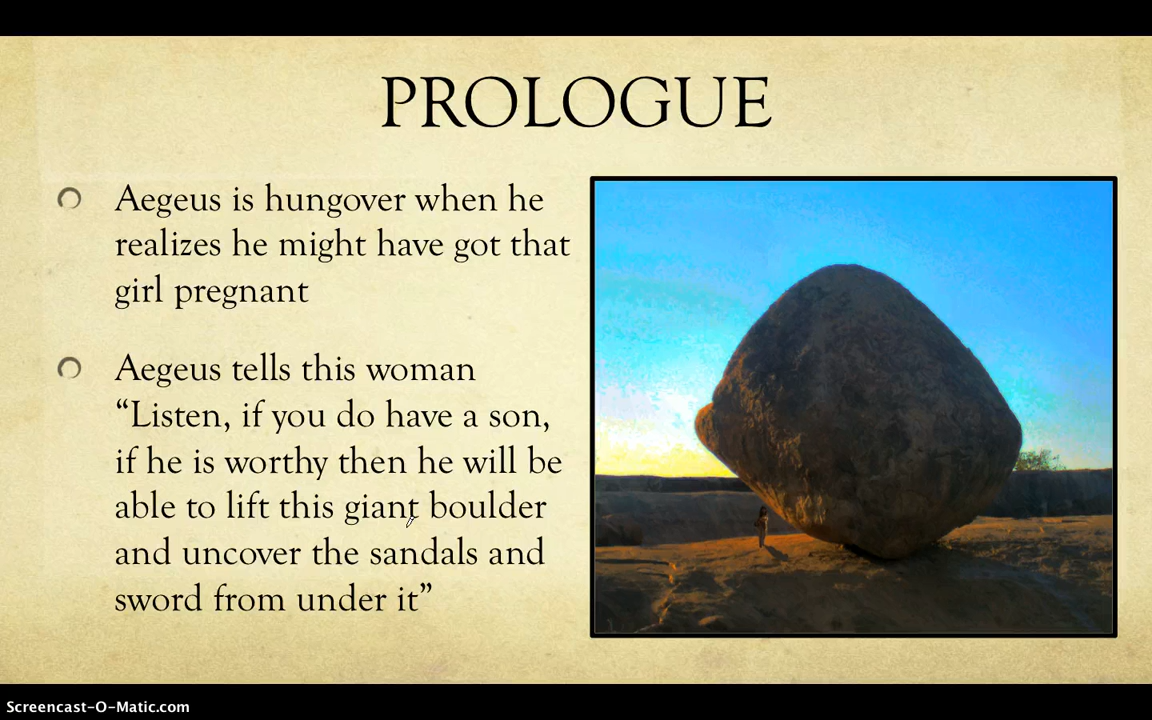 PROLOGUE
Aegeus is hungover when he
realizes he might have got that
girl pregnant
Aegeus tells this woman
“Listen, if you do have a son,
if he is worthy then he will be
able to lift this giant boulder
and uncover the sandals and
sword from under it”
Screencast-O-Matic.com